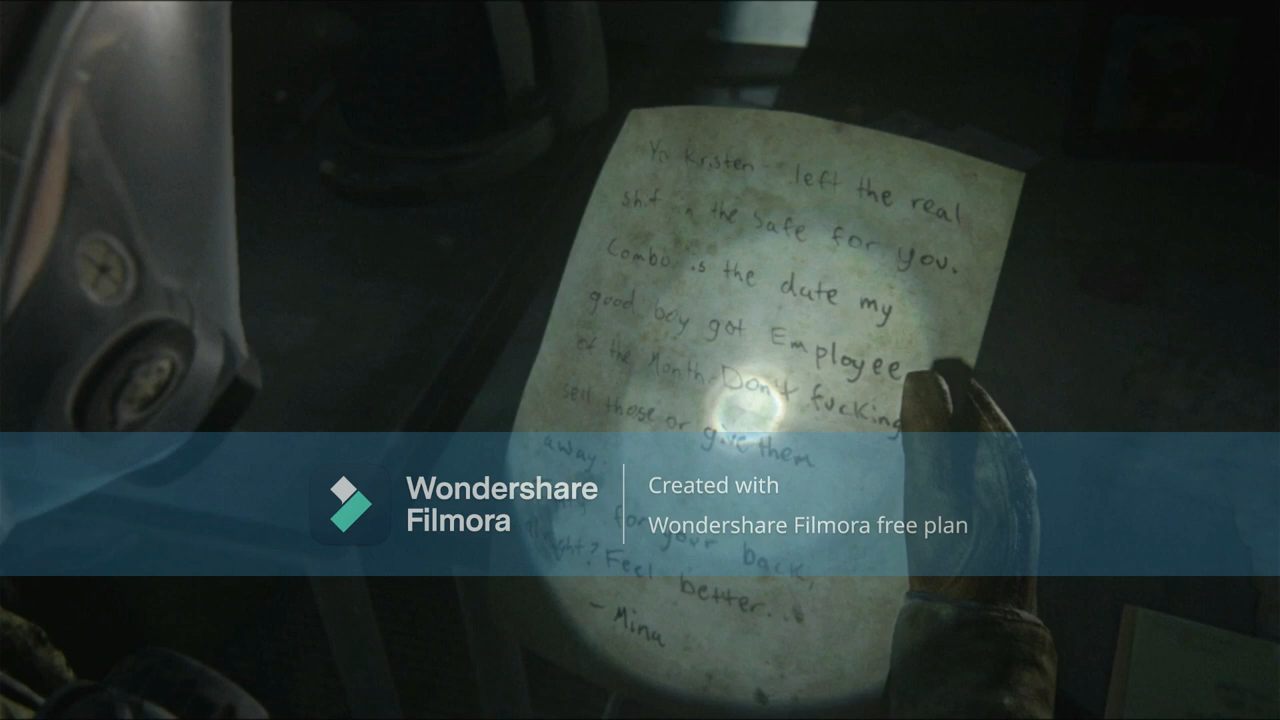 Yo Kristen - left the real
shit in the safe for you.
Combo is the date my
good boy got Employee
of the Month. Don't fucking
sell those or give them
away.
for your back,
right? Feel better.
- Mina
Wondershare
Filmora
Created with
Wondershare Filmora free plan